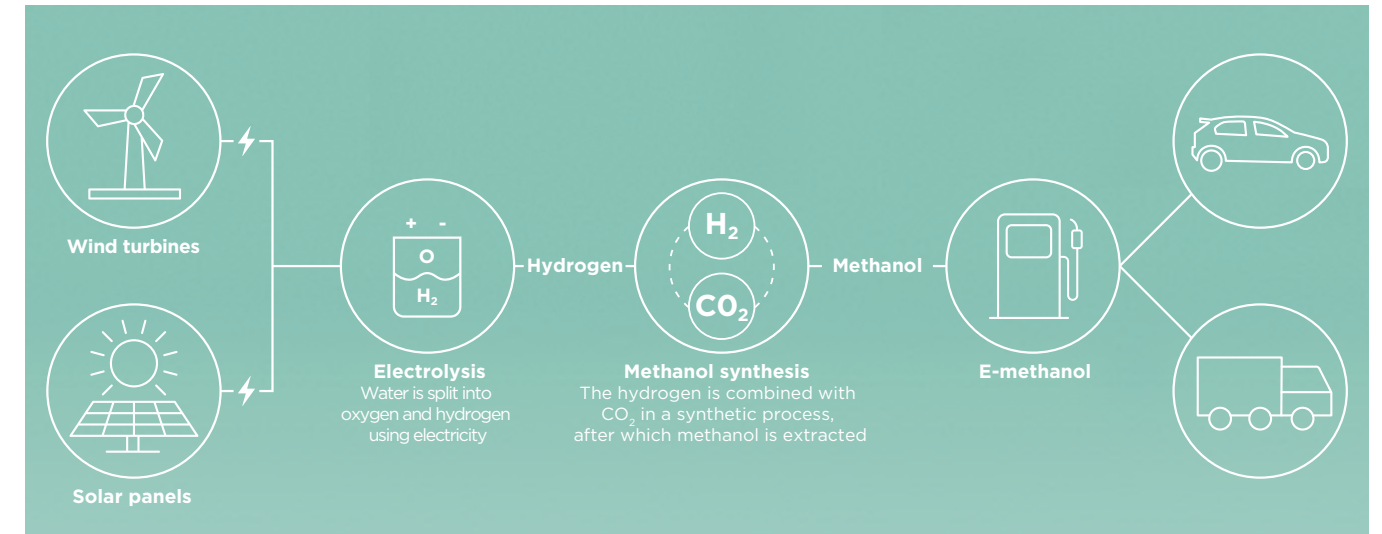 Wind turbines
Solar panels
+ -
O
H₂
Electrolysis
Water is split into
oxygen and hydrogen
using electricity
Hydrogen
H₂
CO₂
Methanol synthesis
The hydrogen is combined with
CO₂ in a synthetic process,
after which methanol is extracted
Methanol
E-methanol